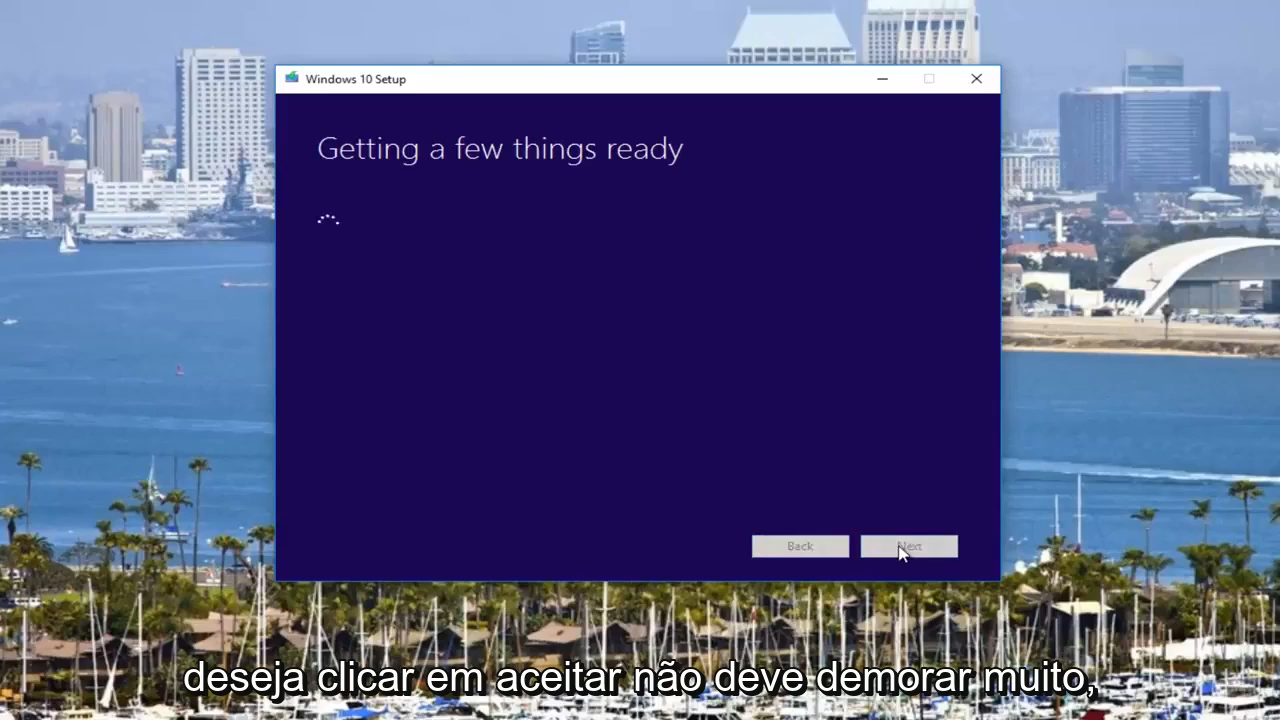 Windows 10 Setup
Getting a few things ready
Back
Next
deseja clicar em aceitar não deve demorar muito,